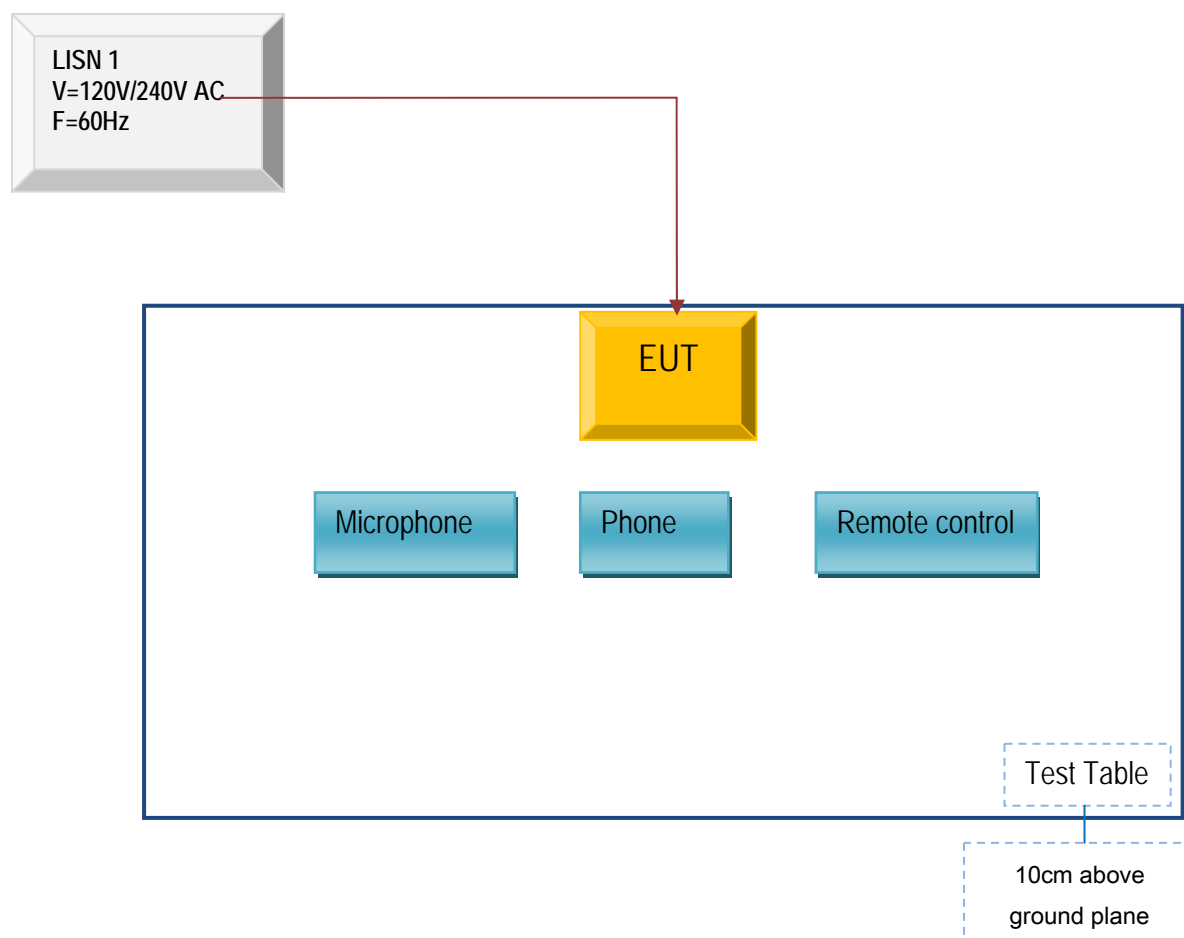 LISN 1
V=120V/240V AC
F=60Hz
EUT
Microphone
Phone
Remote control
Test Table
10cm above
ground plane